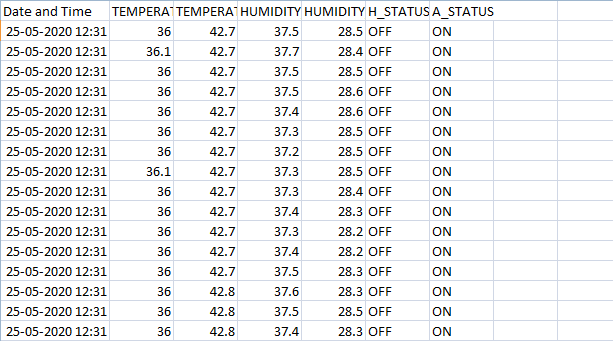 Date and Time TEMPERAT TEMPERAT HUMIDITY HUMIDITY H_STATUS A_STATUS
25-05-2020 12:31 36 42.7 37.5 28.5 OFF ON
25-05-2020 12:31 36.1 42.7 37.7 28.4 OFF ON
25-05-2020 12:31 36 42.7 37.5 28.5 OFF ON
25-05-2020 12:31 36 42.7 37.5 28.6 OFF ON
25-05-2020 12:31 36 42.7 37.4 28.6 OFF ON
25-05-2020 12:31 36 42.7 37.3 28.5 OFF ON
25-05-2020 12:31 36 42.7 37.2 28.5 OFF ON
25-05-2020 12:31 36.1 42.7 37.3 28.5 OFF ON
25-05-2020 12:31 36 42.7 37.3 28.4 OFF ON
25-05-2020 12:31 36 42.7 37.4 28.3 OFF ON
25-05-2020 12:31 36 42.7 37.3 28.2 OFF ON
25-05-2020 12:31 36 42.7 37.4 28.2 OFF ON
25-05-2020 12:31 36 42.7 37.5 28.3 OFF ON
25-05-2020 12:31 36 42.8 37.6 28.3 OFF ON
25-05-2020 12:31 36 42.8 37.5 28.5 OFF ON
25-05-2020 12:31 36 42.8 37.4 28.3 OFF ON